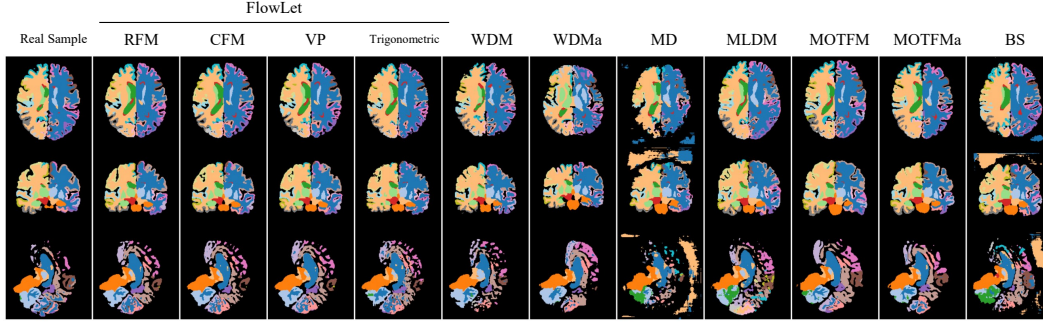 FlowLet
Real Sample RFM CFM VP Trigonometric WDM WDMa MD MLDM MOTFM MOTFMa BS